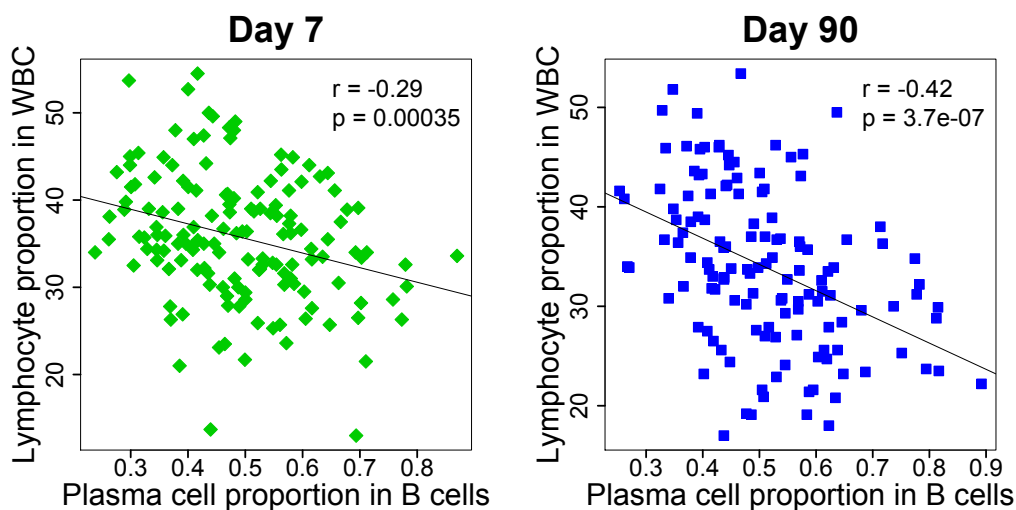 Day 7
r = -0.29
p = 0.00035
Lymphocyte proportion in WBC
50
40
30
20
0.3 0.4 0.5 0.6 0.7 0.8
Plasma cell proportion in B cells
Day 90
r = -0.42
p = 3.7e-07
Lymphocyte proportion in WBC
50
40
30
20
0.3 0.4 0.5 0.6 0.7 0.8 0.9
Plasma cell proportion in B cells